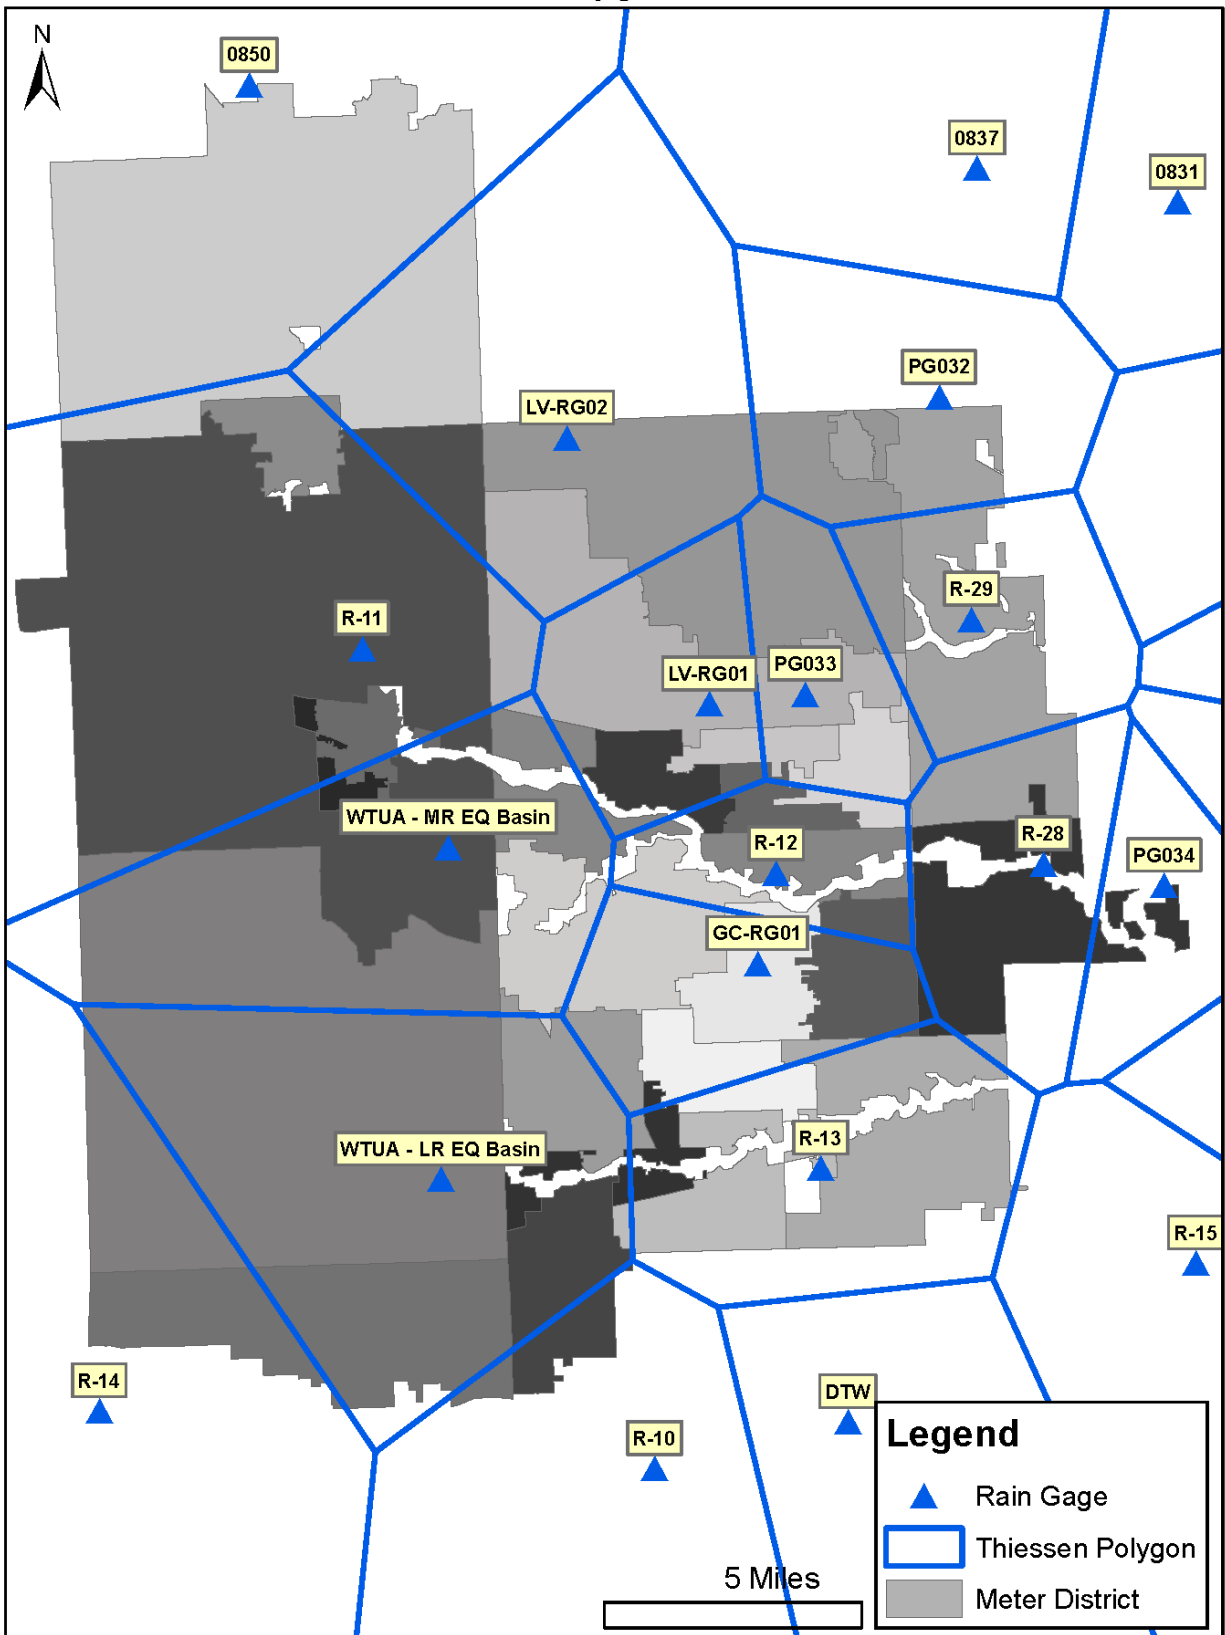 N
0850
0837
0831
PG032
LV-RG02
R-29
R-11
LV-RG01
PG033
WTUA - MR EQ Basin
R-12
R-28
PG034
GC-RG01
WTUA - LR EQ Basin
R-13
R-15
R-14
DTW
R-10
Legend
Rain Gage
Thiessen Polygon
Meter District
5 Miles